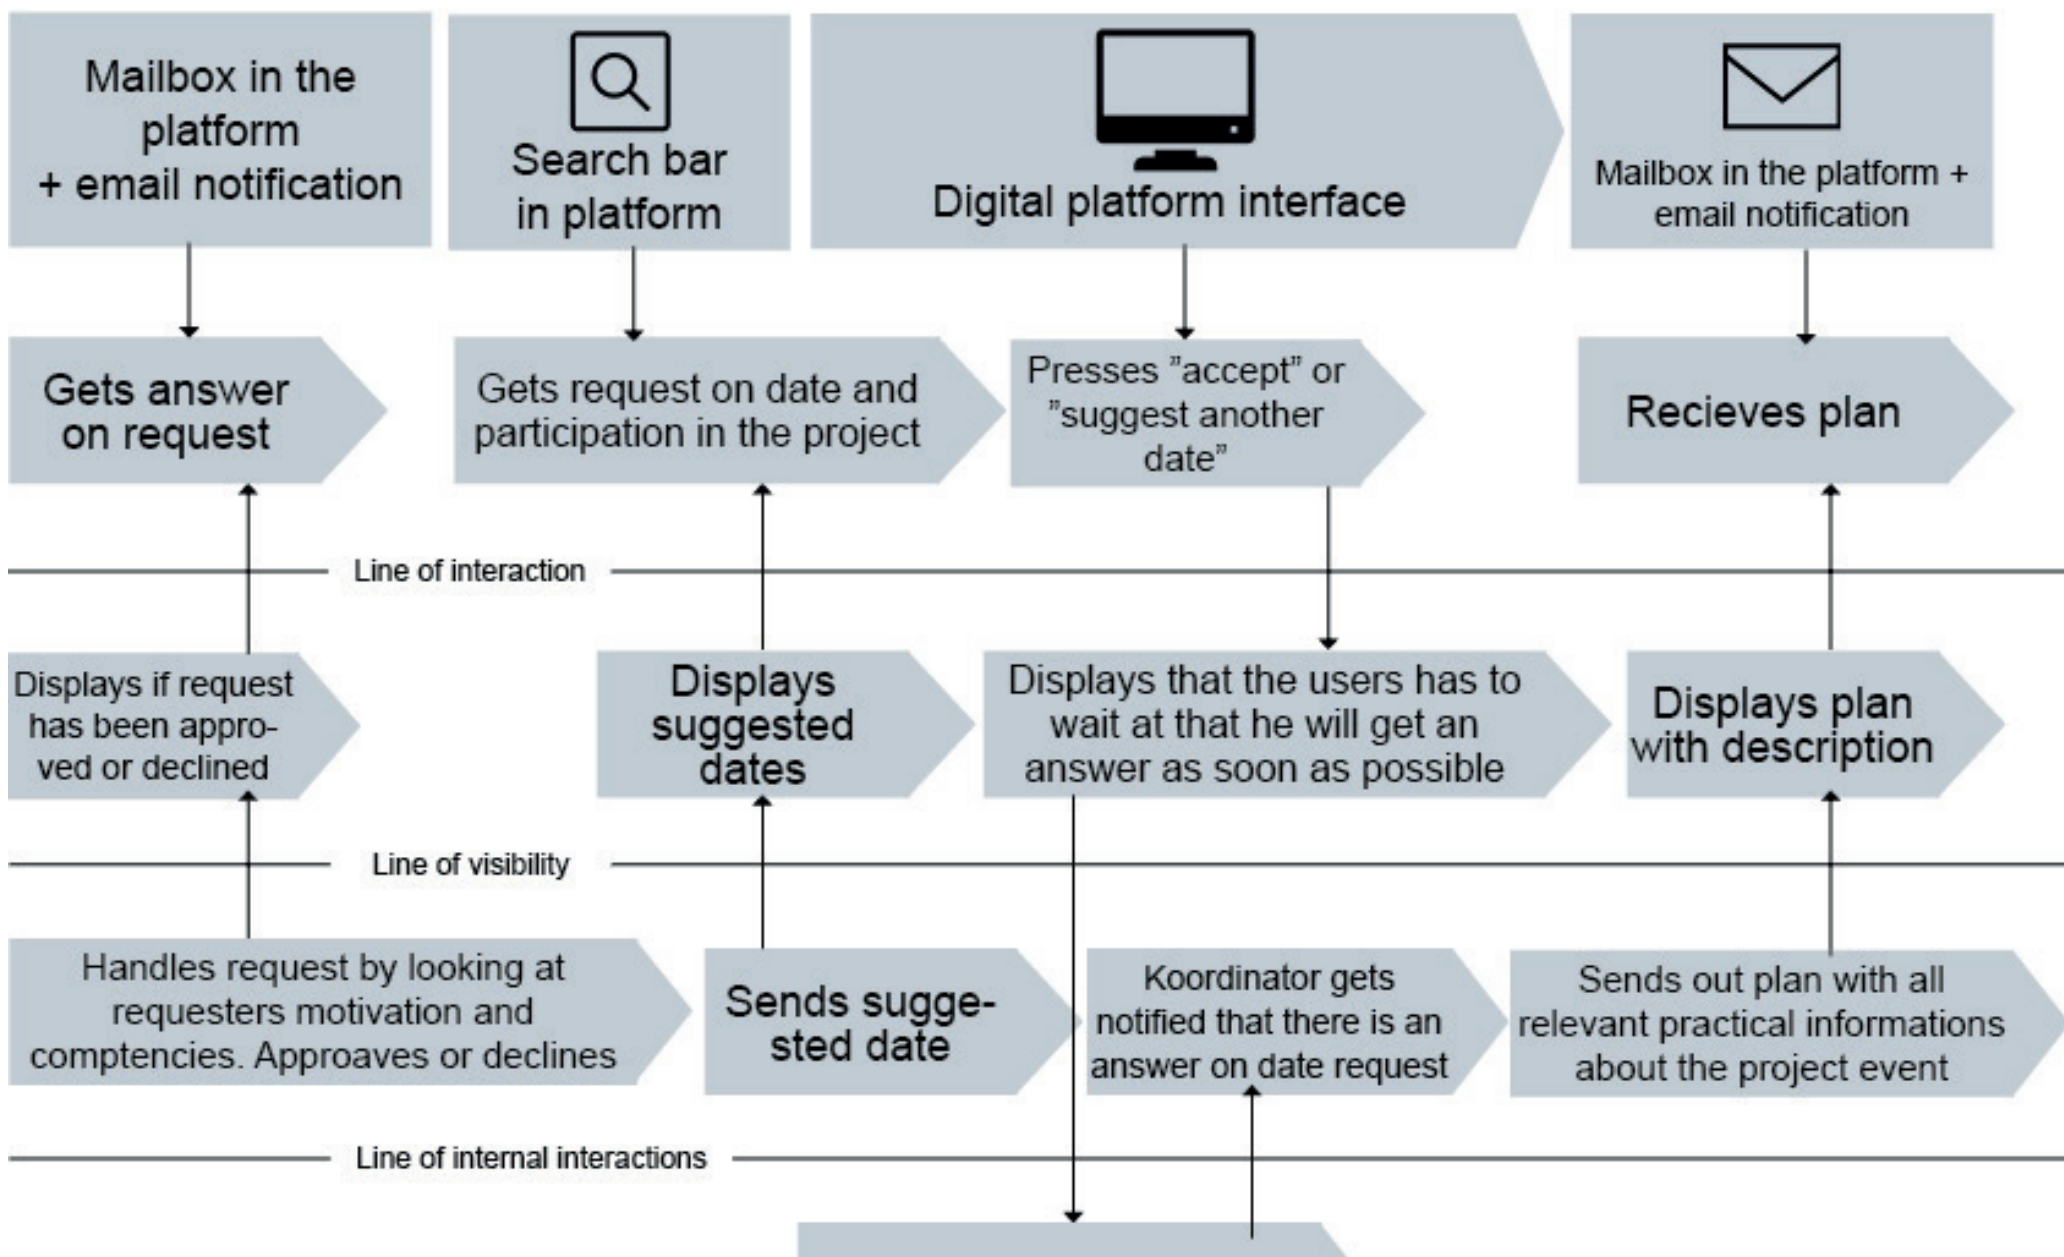 Mailbox in the
platform
+ email notification
Search bar
in platform
Digital platform interface
Mailbox in the platform +
email notification
Gets answer
on request
Gets request on date and
participation in the project
Presses ”accept” or
”suggest another
date”
Recieves plan
Line of interaction
Displays if request
has been appro-
ved or declined
Displays
suggested
dates
Displays that the users has to
wait at that he will get an
answer as soon as possible
Displays plan
with description
Line of visibility
Handles request by looking at
requesters motivation and
comptencies. Approaves or declines
Sends sugge-
sted date
Koordinator gets
notified that there is an
answer on date request
Sends out plan with all
relevant practical informations
about the project event
Line of internal interactions